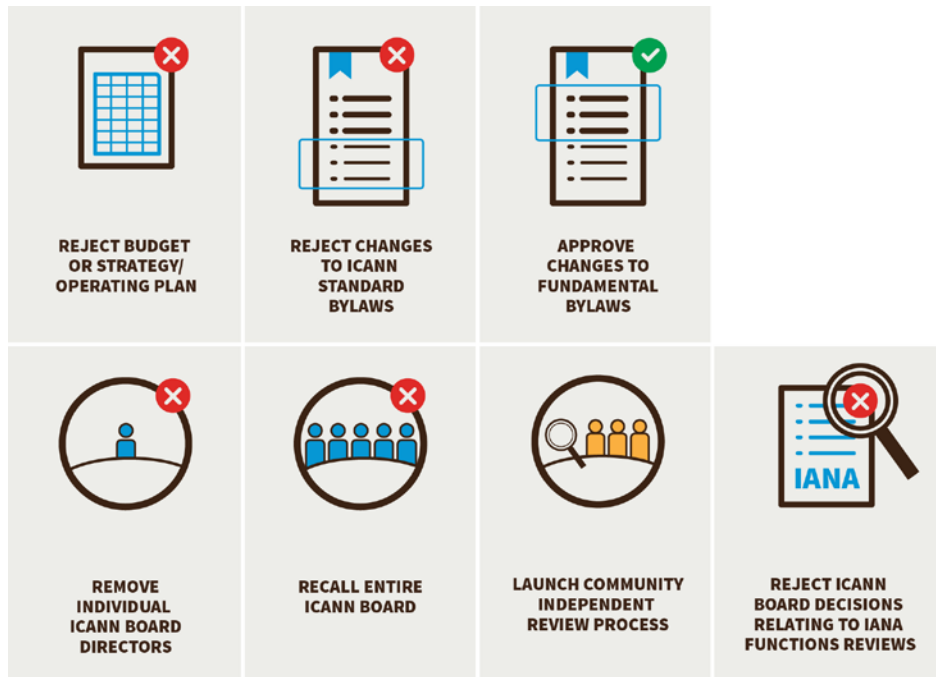 REJECT BUDGET
OR STRATEGY/
OPERATING PLAN
REJECT CHANGES
TO ICANN
STANDARD
BYLAWS
APPROVE
CHANGES TO
FUNDAMENTAL
BYLAWS
REMOVE
INDIVIDUAL
ICANN BOARD
DIRECTORS
RECALL ENTIRE
ICANN BOARD
LAUNCH COMMUNITY
INDEPENDENT
REVIEW PROCESS
IANA
REJECT ICANN
BOARD DECISIONS
RELATING TO IANA
FUNCTIONS REVIEWS